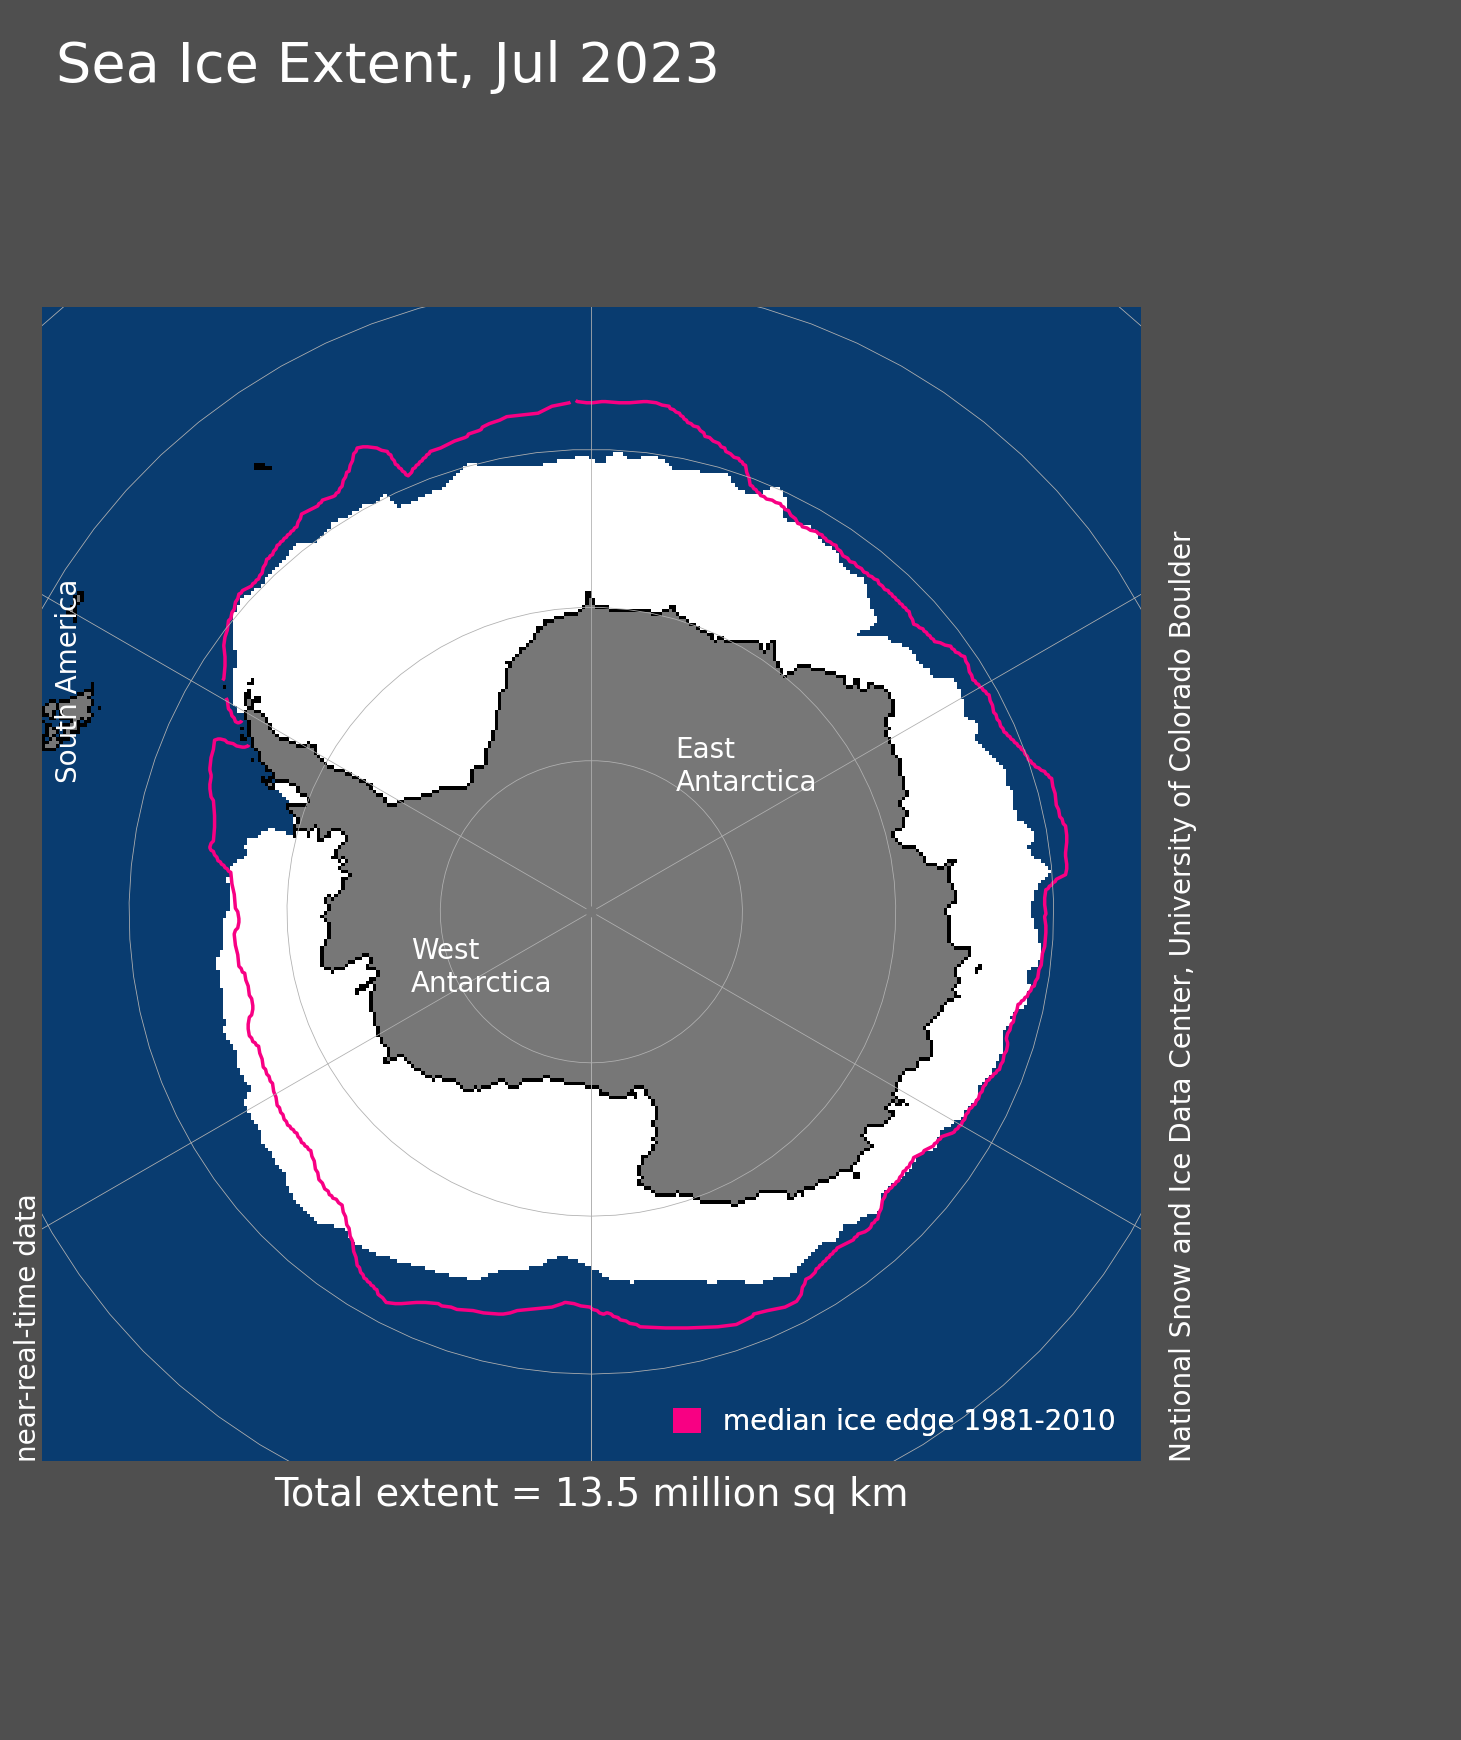 Sea Ice Extent, Jul 2023
South America
East
Antarctica
West
Antarctica
near-real-time data
National Snow and Ice Data Center, University of Colorado Boulder
median ice edge 1981-2010
Total extent = 13.5 million sq km